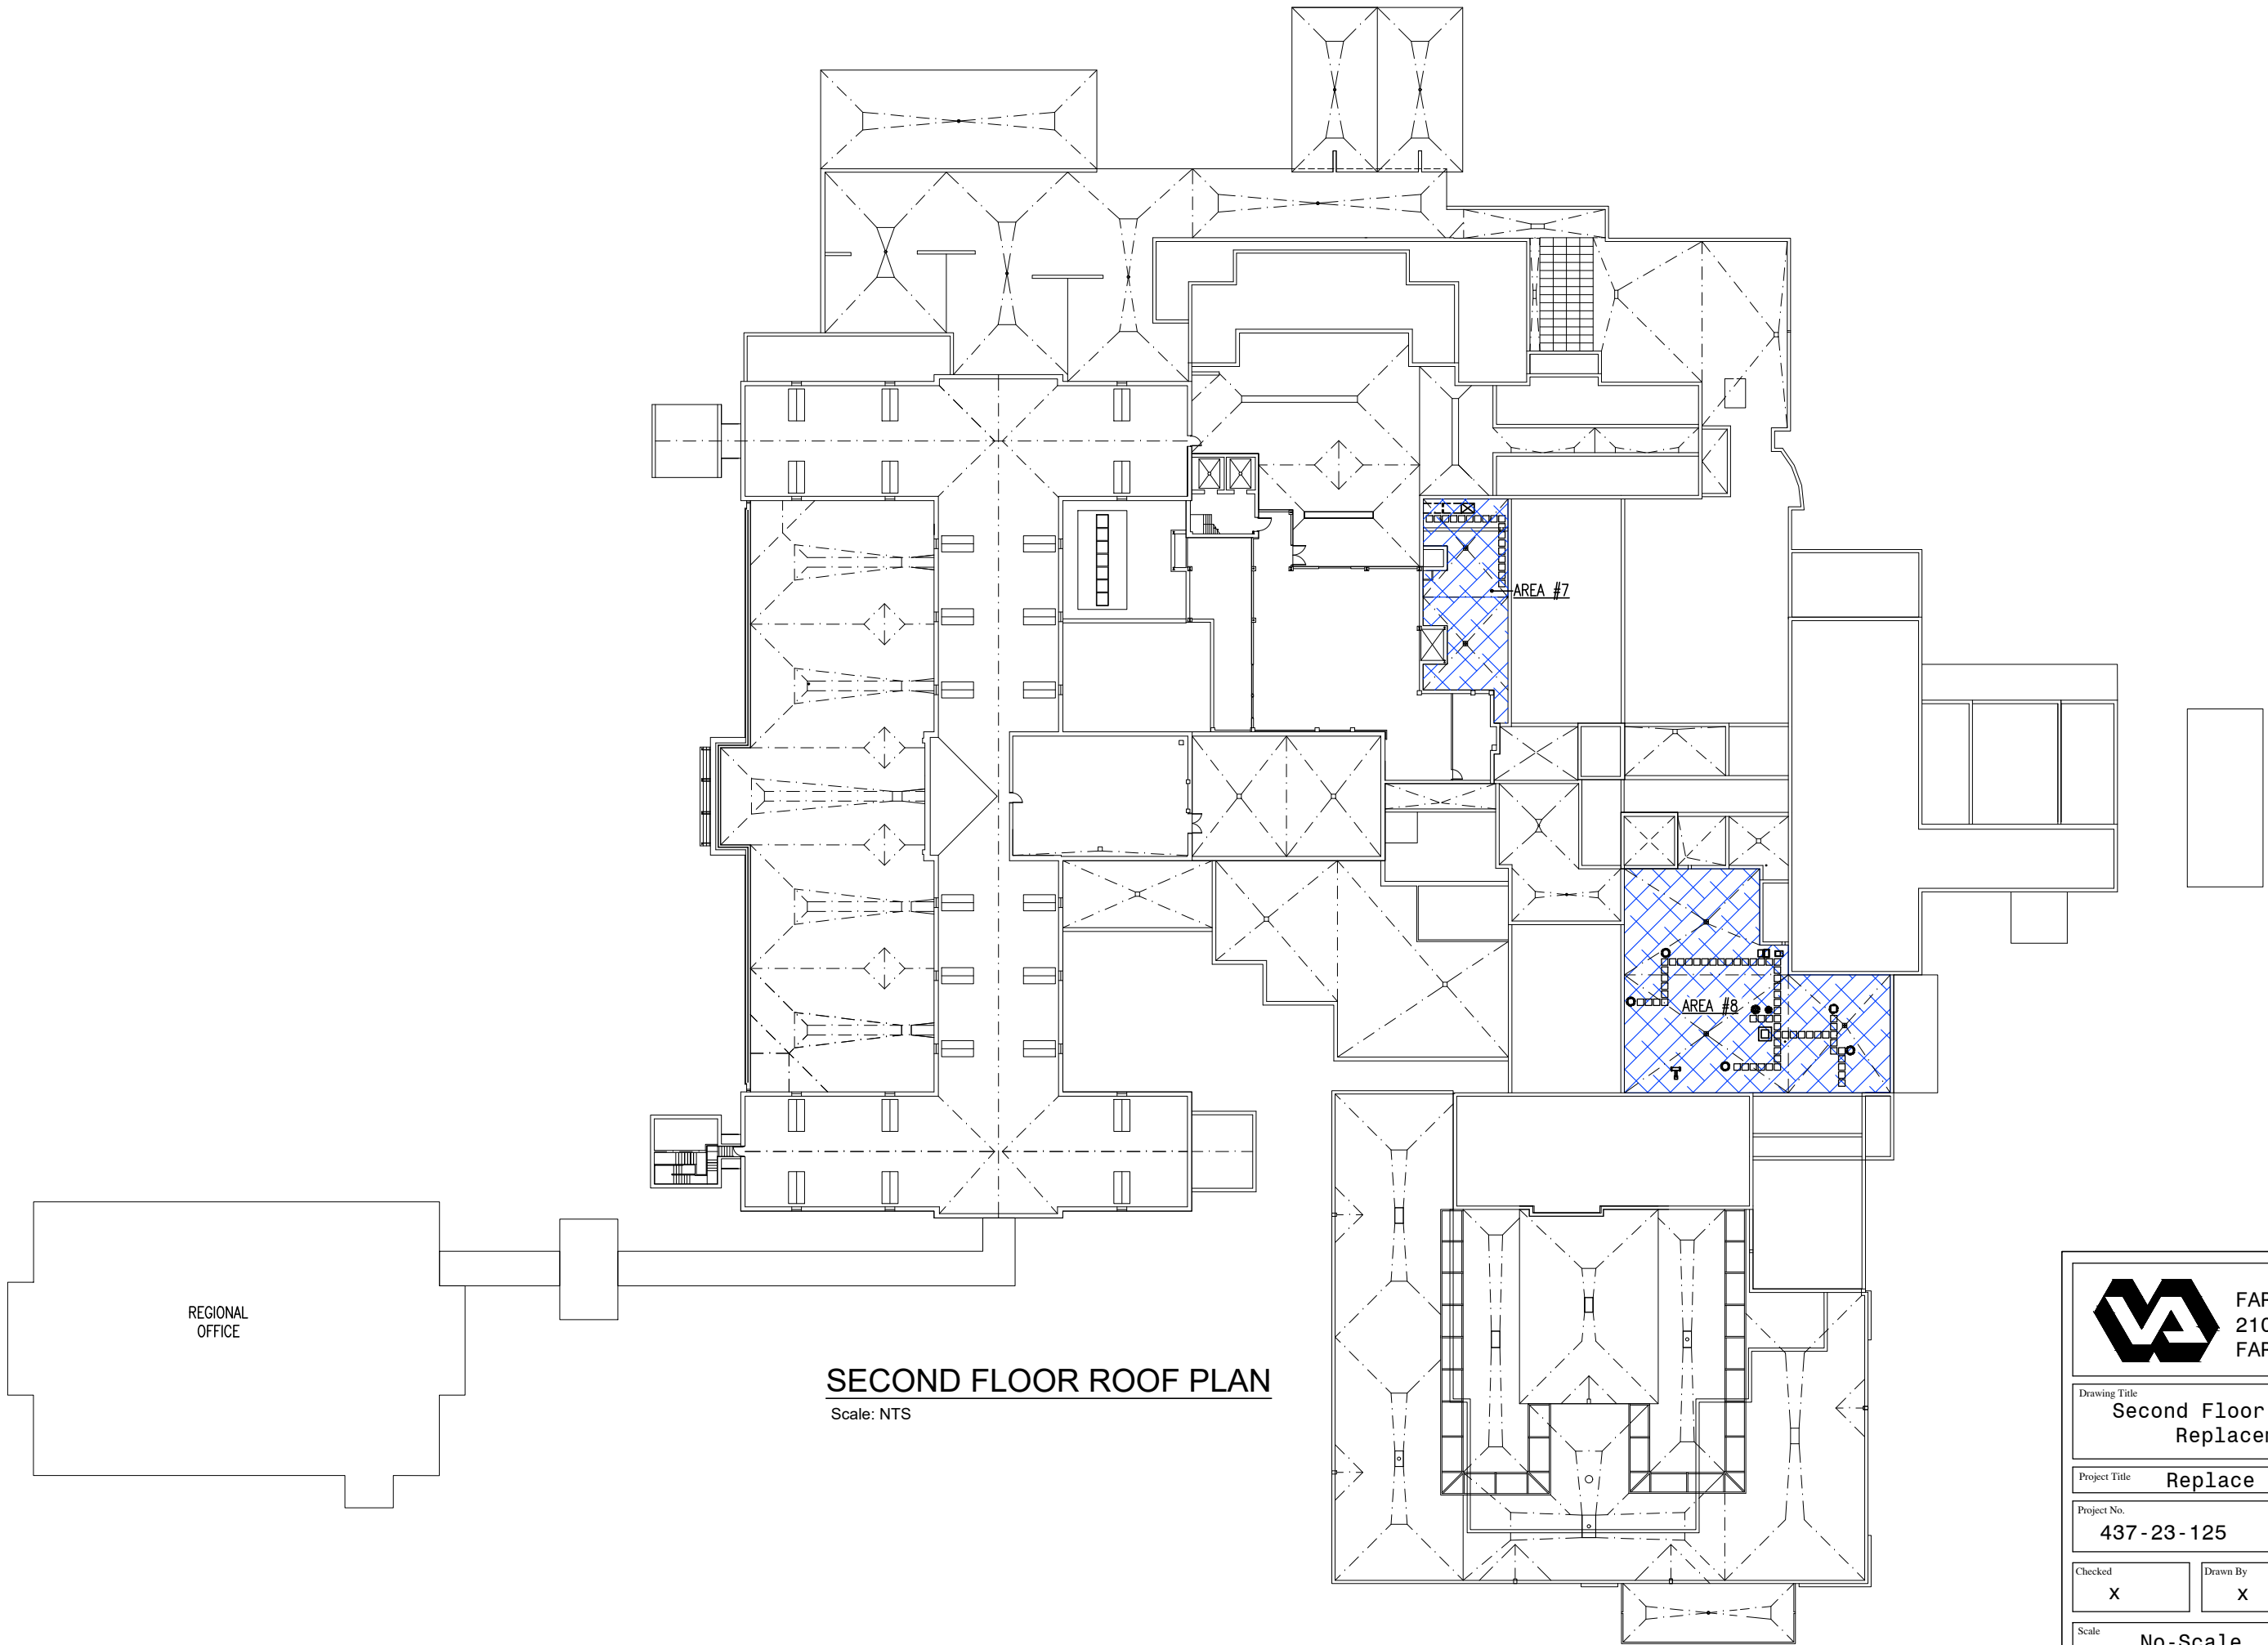 AREA #7
AREA #8
REGIONAL
OFFICE
SECOND FLOOR ROOF PLAN
Scale: NTS
VA
Drawing Title
Second Floor
Project Title
Replace
Project No.
437-23-125
Checked
x
Drawn By
x
Scale
No-Scale